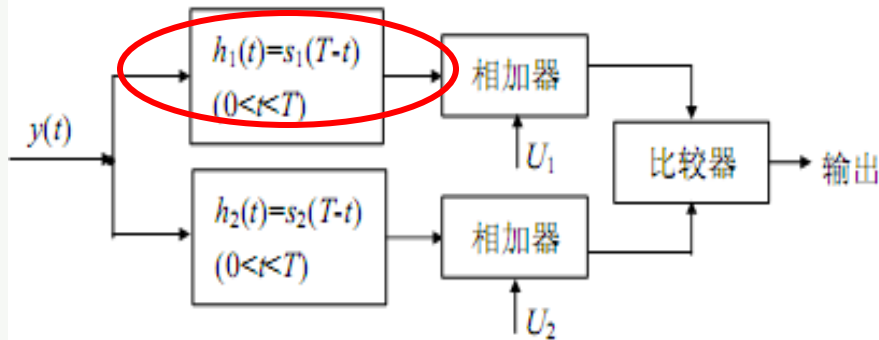 h₁(t)=s₁(T-t)
(0<t<T)
相加器
U₁
y(t)
比较器
输出
h₂(t)=s₂(T-t)
(0<t<T)
相加器
U₂